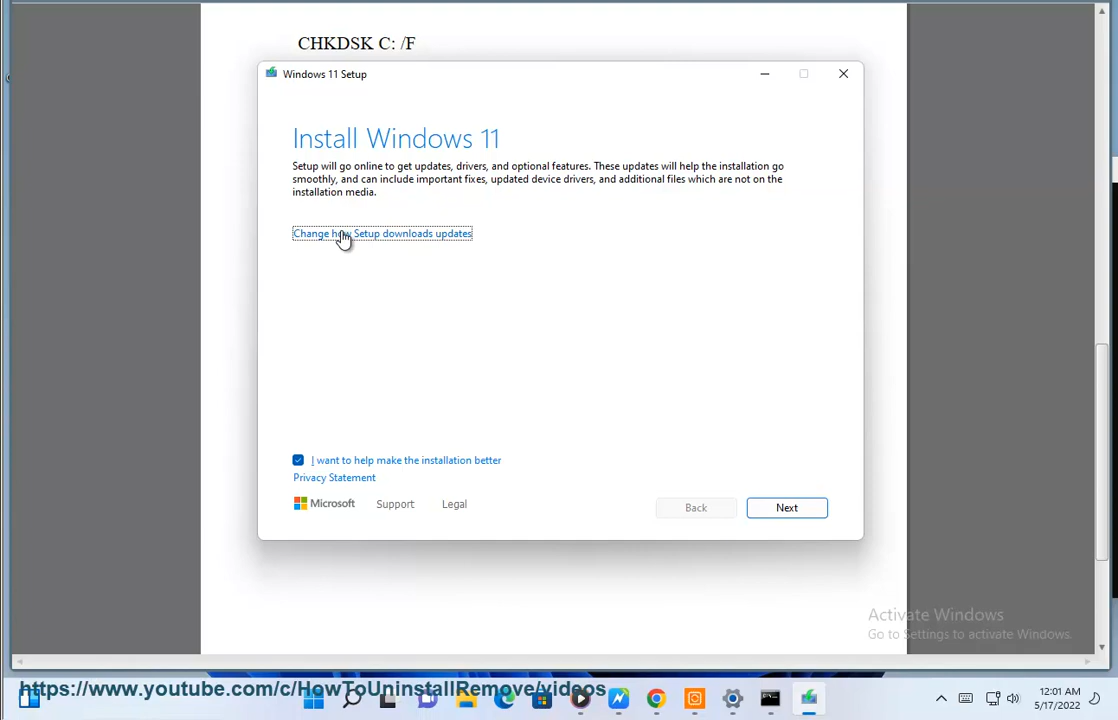 CHKDSK C: /F
Windows 11 Setup
Install Windows 11
Setup will go online to get updates, drivers, and optional features. These updates will help the installation go
smoothly, and can include important fixes, updated device drivers, and additional files which are not on the
installation media.
Change how Setup downloads updates
I want to help make the installation better
Privacy Statement
Microsoft
Support
Legal
Back
Next
Activate Windows
Go to Settings to activate Windows.
https://www.youtube.com/c/HowToUninstallRemove/videos
12:01 AM
5/17/2022